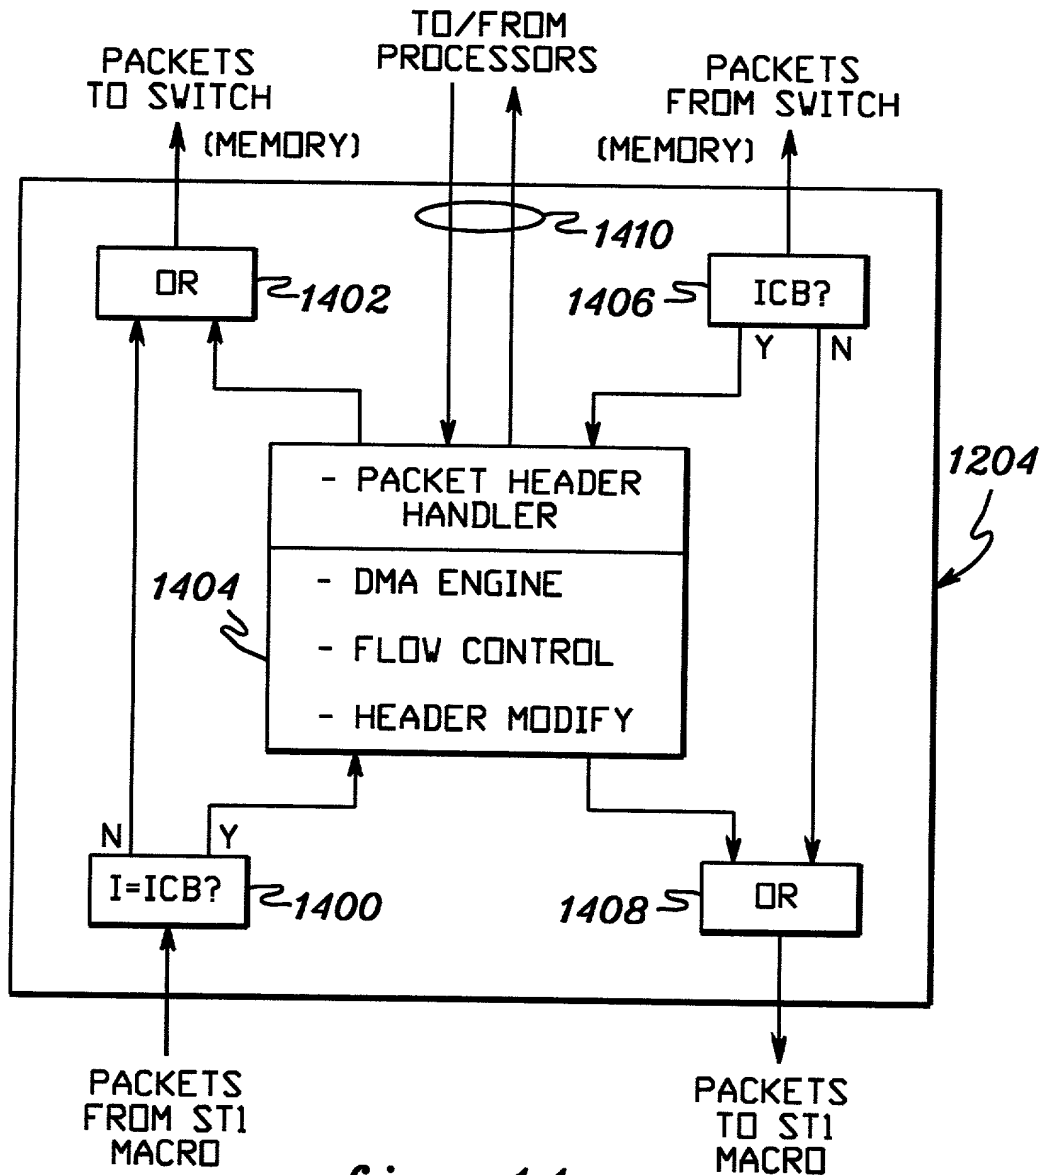 TO/FROM
PROCESSORS
PACKETS
TO SWITCH
(MEMORY)
PACKETS
FROM SWITCH
(MEMORY)
1410
OR
1402
1406
ICB?
Y
N
- PACKET HEADER
HANDLER
1204
1404
- DMA ENGINE
- FLOW CONTROL
- HEADER MODIFY
N
Y
I=ICB?
1400
1408
OR
PACKETS
FROM ST1
MACRO
PACKETS
TO ST1
MACRO